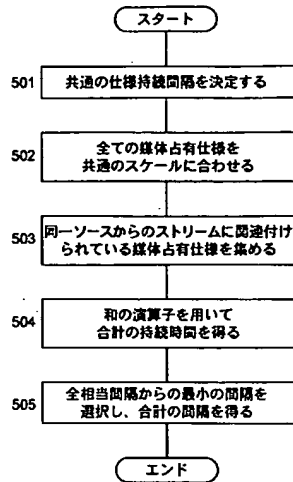 スタート
501
共通の仕様持続間隔を決定する
502
全ての媒体占有仕様を
共通のスケールに合わせる
503
同一ソースからのストリームに関連付け
られている媒体占有仕様を集める
504
和の演算子を用いて
合計の持続時間を得る
505
全相当間隔からの最小の間隔を
選択し、合計の間隔を得る
エンド